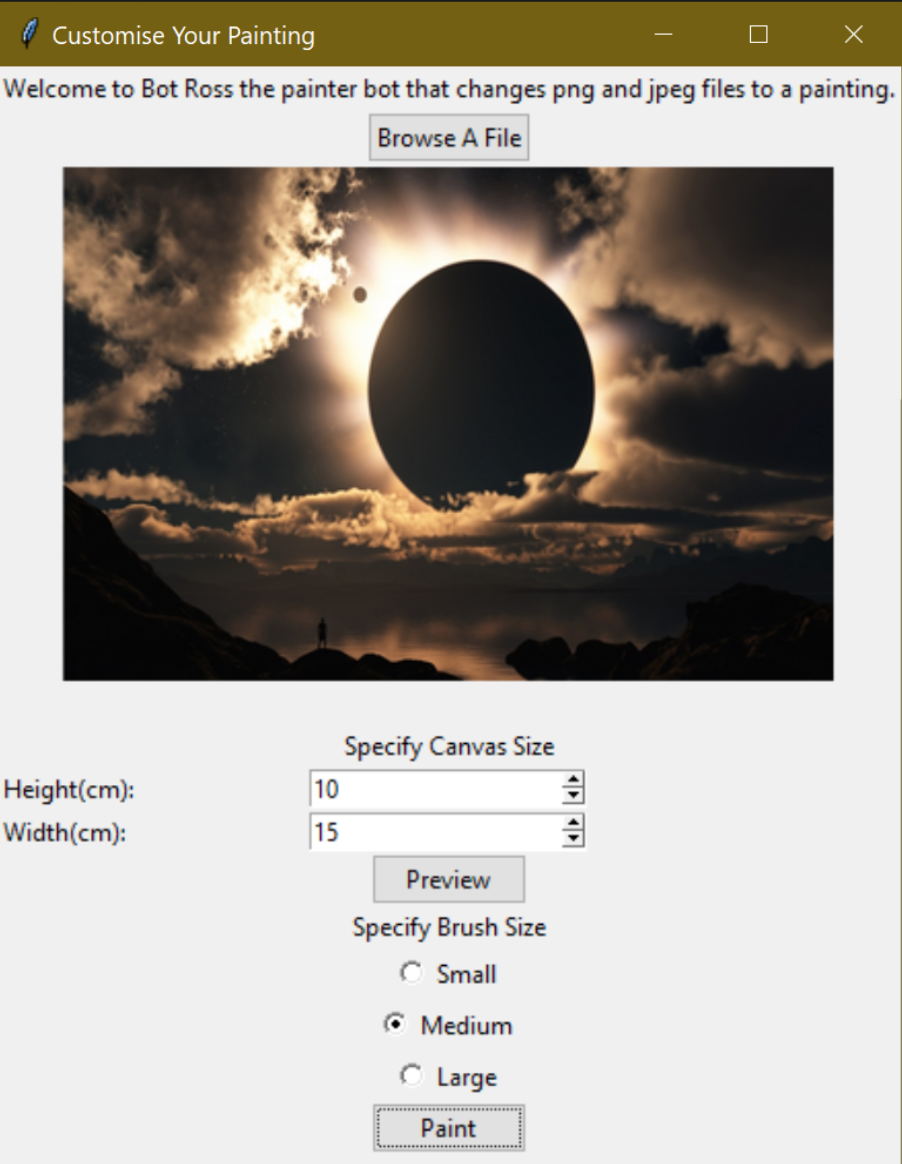 Customise Your Painting
Welcome to Bot Ross the painter bot that changes png and jpeg files to a painting.
Browse A File
Specify Canvas Size
Height(cm): 10
Width(cm): 15
Preview
Specify Brush Size
Small
Medium
Large
Paint